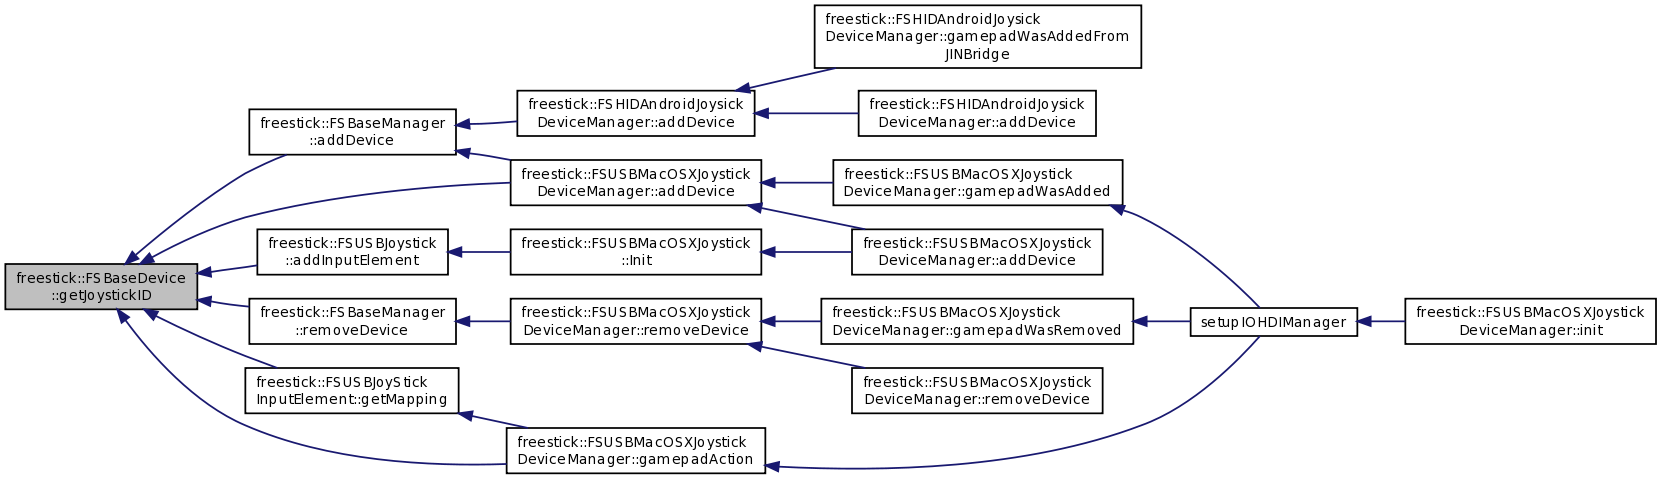 freestick::FSBaseDevice
::getJoystickID
freestick::FSBaseManager
::addDevice
freestick::FSHIDAndroidJoysick
DeviceManager::addDevice
freestick::FSHIDAndroidJoysick
DeviceManager::gamepadWasAddedFrom
JINBridge
freestick::FSHIDAndroidJoysick
DeviceManager::addDevice
freestick::FSUSBMacOSXJoystick
DeviceManager::addDevice
freestick::FSUSBMacOSXJoystick
DeviceManager::gamepadWasAdded
freestick::FSUSBJoystick
::addInputElement
freestick::FSUSBMacOSXJoystick
::Init
freestick::FSUSBMacOSXJoystick
DeviceManager::addDevice
freestick::FSBaseManager
::removeDevice
freestick::FSUSBMacOSXJoystick
DeviceManager::removeDevice
freestick::FSUSBMacOSXJoystick
DeviceManager::gamepadWasRemoved
setupIOHDIManager
freestick::FSUSBMacOSXJoystick
DeviceManager::init
freestick::FSUSBJoyStick
InputElement::getMapping
freestick::FSUSBMacOSXJoystick
DeviceManager::removeDevice
freestick::FSUSBMacOSXJoystick
DeviceManager::gamepadAction